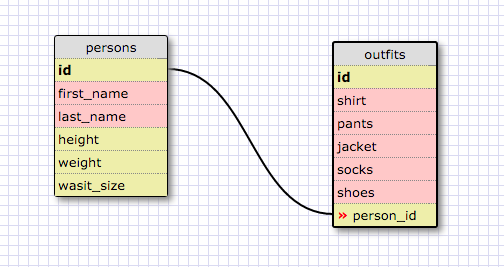 persons
id
first_name
last_name
height
weight
wasit_size
outfits
id
shirt
pants
jacket
socks
shoes
» person_id